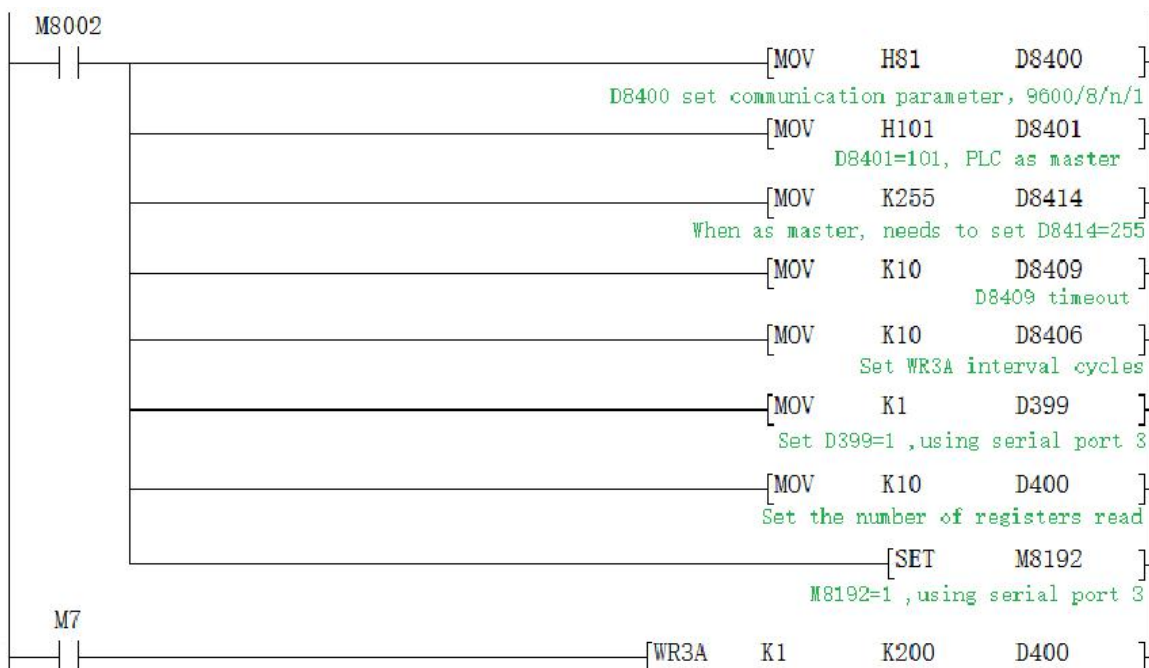 M8002
[MOV H81 D8400 ]
D8400 set communication parameter, 9600/8/n/1
[MOV H101 D8401 ]
D8401=101, PLC as master
[MOV K255 D8414 ]
When as master, needs to set D8414=255
[MOV K10 D8409 ]
D8409 timeout
[MOV K10 D8406 ]
Set WR3A interval cycles
[MOV K1 D399 ]
Set D399=1 ,using serial port 3
[MOV K10 D400 ]
Set the number of registers read
[SET M8192 ]
M8192=1 ,using serial port 3
M7
[WR3A K1 K200 D400 ]